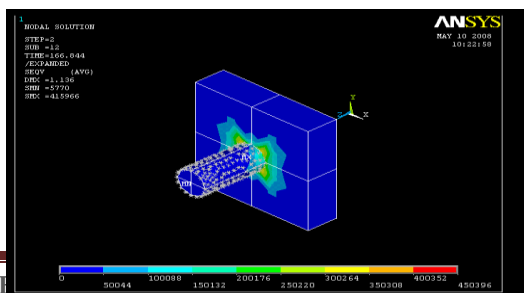 1
NODAL SOLUTION
STEP=2
SUB =12
TIME=166.844
/EXPANDED
SEQV (AVG)
DMX =1.136
SMN =5770
SMX =415966
ANSYS
MAY 10 2008
10:22:58
Y
X
MN
0 100088 200176 300264 400352
50044 150132 250220 350308 450396